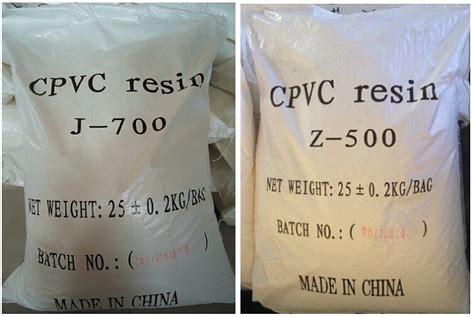 CPVC resin
J-700
NET WEIGHT: 25 ± 0.2KG/BAG
BATCH NO.: (
MADE IN CHINA
CPVC resin
Z-500
NET WEIGHT: 25 ± 0.2KG/BAG
BATCH NO.: ( )
MADE IN CHINA